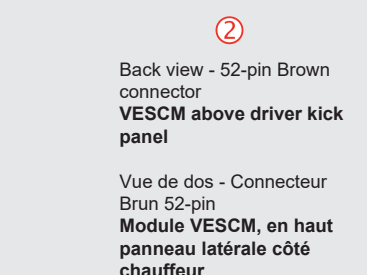 ②
Back view - 52-pin Brown
connector
VESCM above driver kick
panel
Vue de dos - Connecteur
Brun 52-pin
Module VESCM, en haut
panneau latérale côté
chauffeur